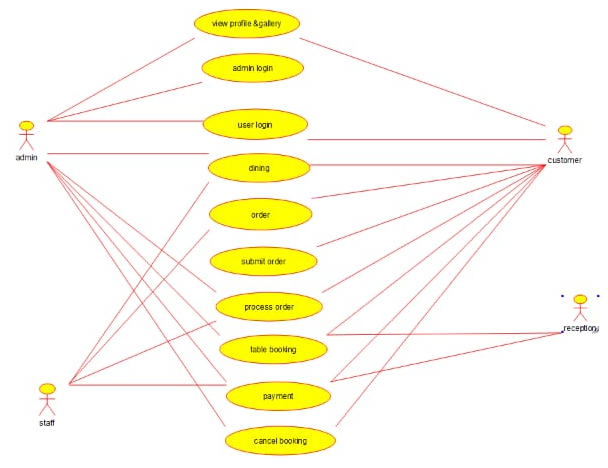 view profile &gallery
admin login
user login
admin
customer
dining
order
submit order
process order
table booking
payment
staff
cancel booking